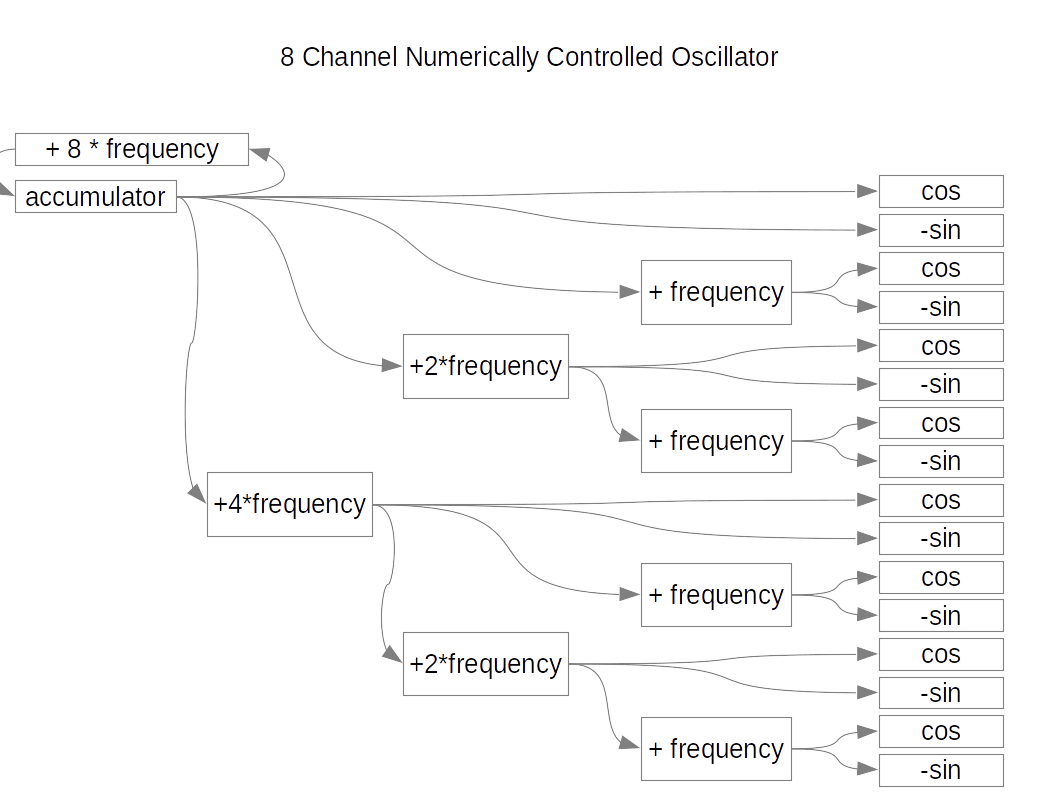 8 Channel Numerically Controlled Oscillator
+ 8 * frequency
accumulator
cos
-sin
+ frequency
cos
-sin
+2*frequency
cos
-sin
+ frequency
cos
-sin
+4*frequency
cos
-sin
+ frequency
cos
-sin
+2*frequency
cos
-sin
+ frequency
cos
-sin